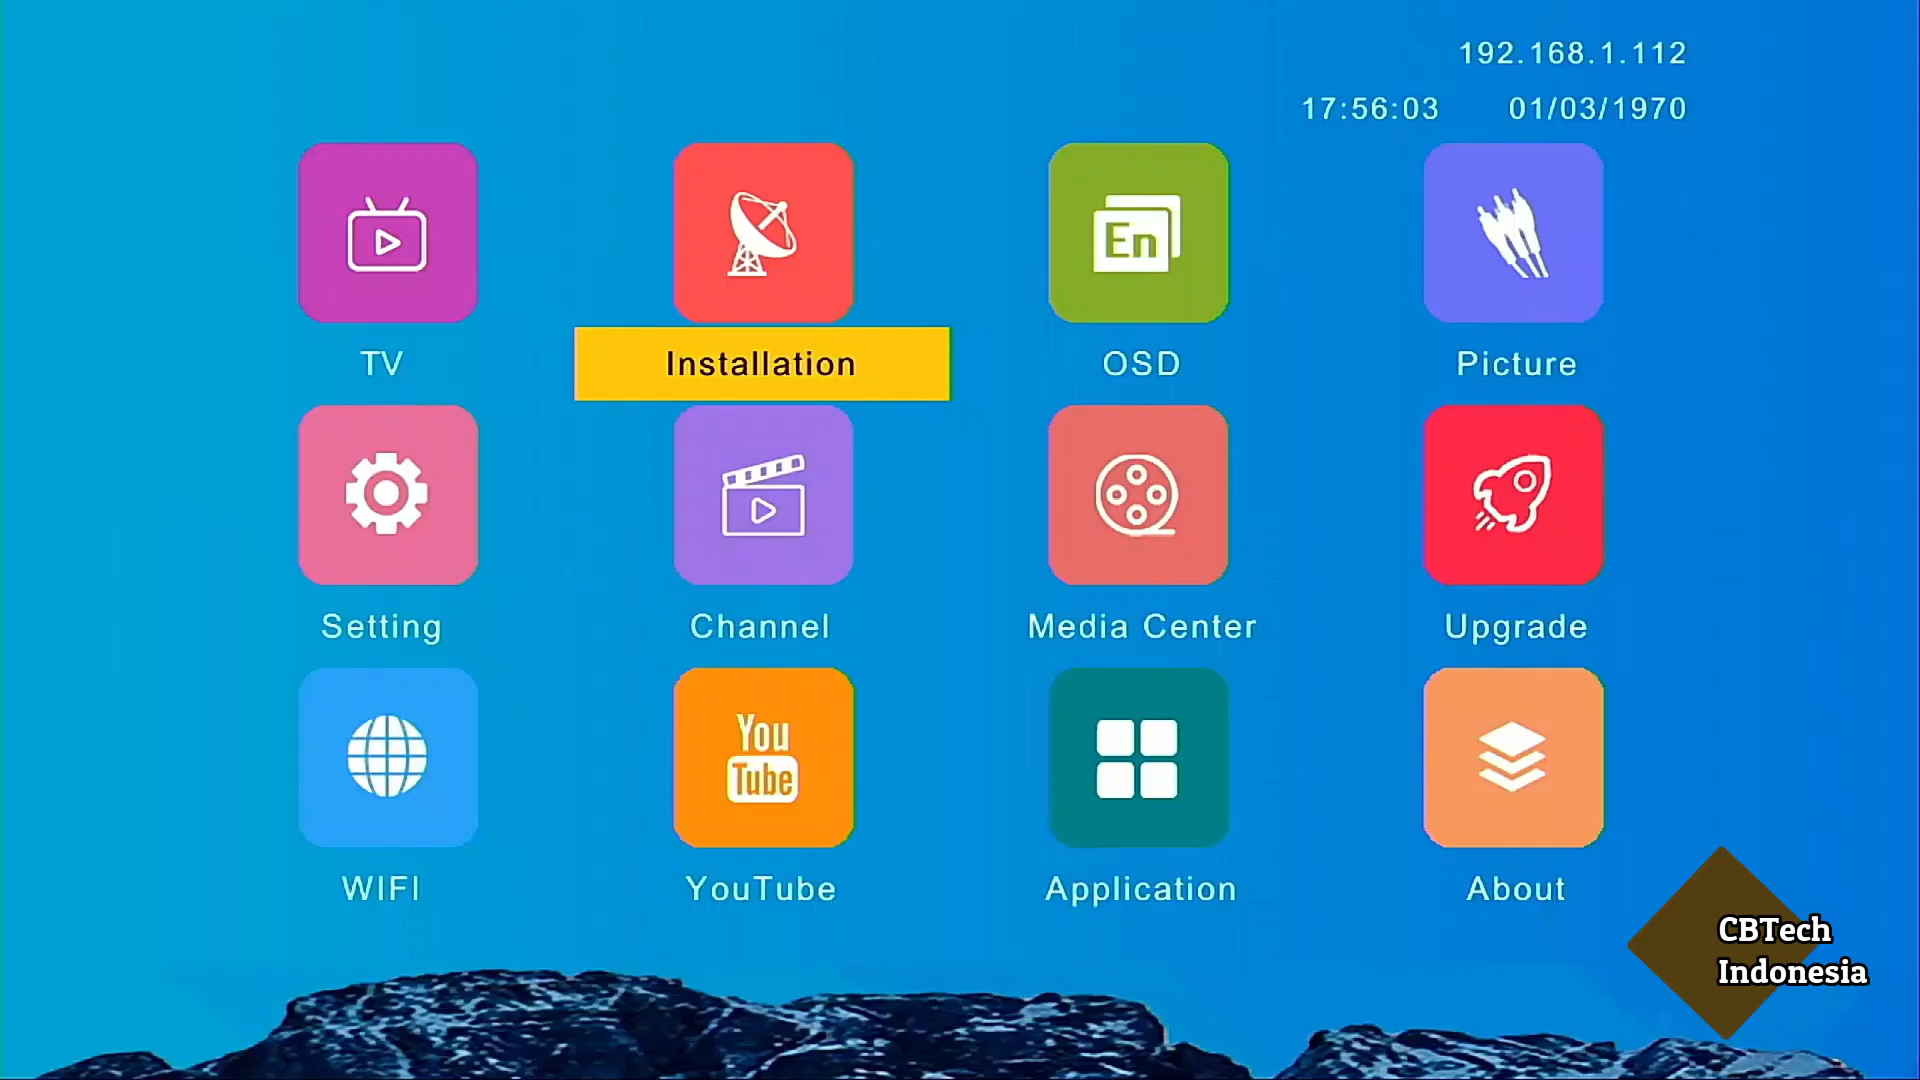 192.168.1.112
17:56:03 01/03/1970
En
TV
Installation
OSD
Picture
Setting
Channel
Media Center
Upgrade
You
Tube
WIFI
YouTube
Application
About
CBTech
Indonesia